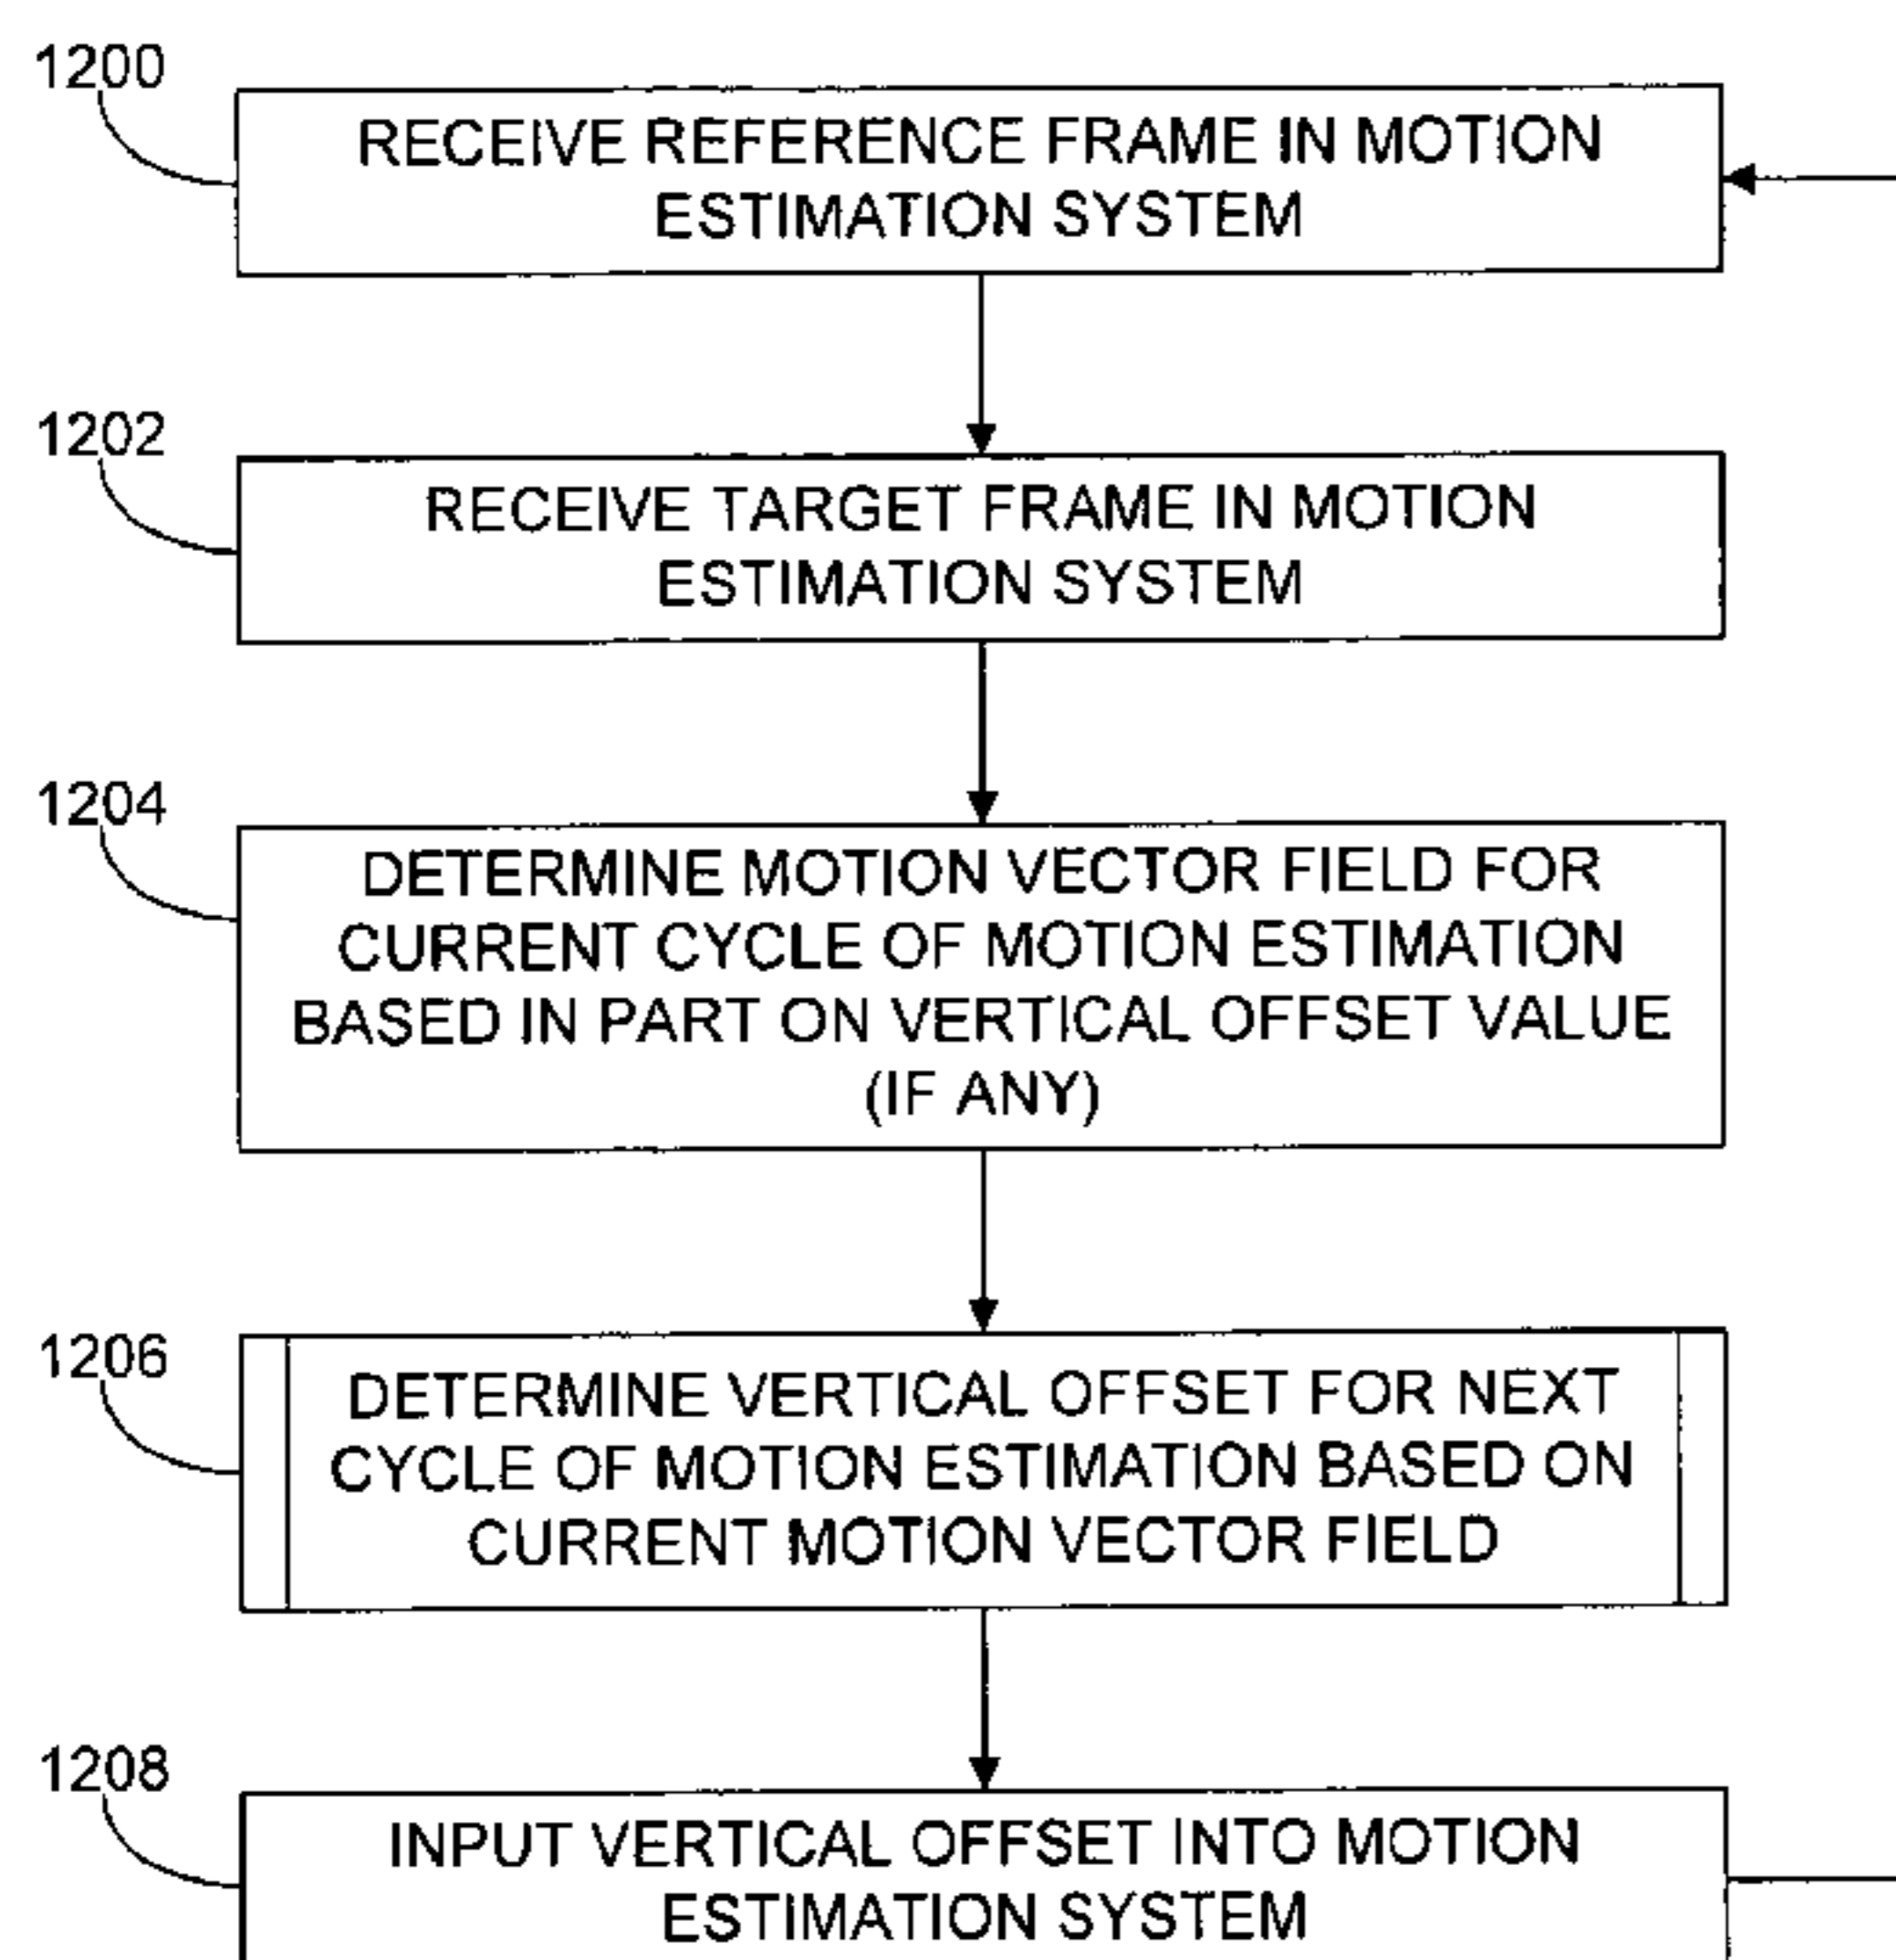 1200
RECEIVE REFERENCE FRAME IN MOTION
ESTIMATION SYSTEM
1202
RECEIVE TARGET FRAME IN MOTION
ESTIMATION SYSTEM
1204
DETERMINE MOTION VECTOR FIELD FOR
CURRENT CYCLE OF MOTION ESTIMATION
BASED IN PART ON VERTICAL OFFSET VALUE
(IF ANY)
1206
DETERMINE VERTICAL OFFSET FOR NEXT
CYCLE OF MOTION ESTIMATION BASED ON
CURRENT MOTION VECTOR FIELD
1208
INPUT VERTICAL OFFSET INTO MOTION
ESTIMATION SYSTEM